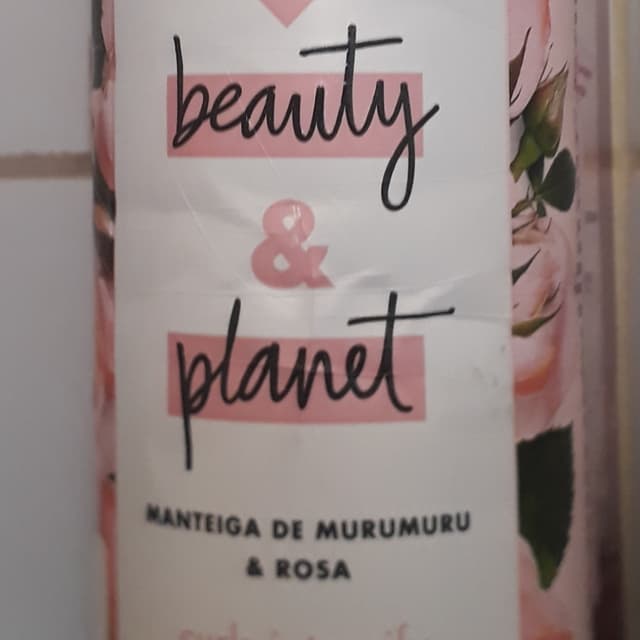 beauty
&
planet
MANTEIGA DE MURUMURU
& ROSA